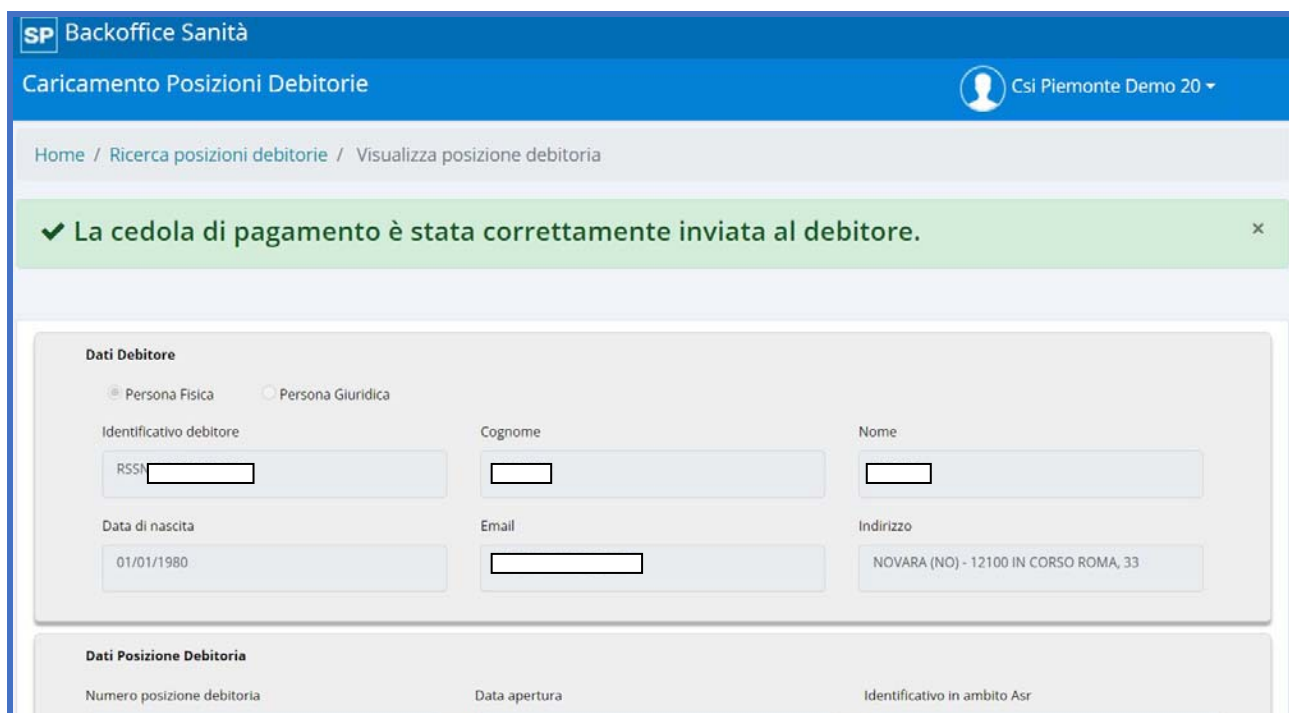 SP Backoffice Sanità
Caricamento Posizioni Debitorie Csi Piemonte Demo 20
Home / Ricerca posizioni debitorie / Visualizza posizione debitoria
✔ La cedola di pagamento è stata correttamente inviata al debitore. ×
Dati Debitore
Persona Fisica Persona Giuridica
Identificativo debitore Cognome Nome
RSSN
Data di nascita Email Indirizzo
01/01/1980 NOVARA (NO) - 12100 IN CORSO ROMA, 33
Dati Posizione Debitoria
Numero posizione debitoria Data apertura Identificativo in ambito Asr